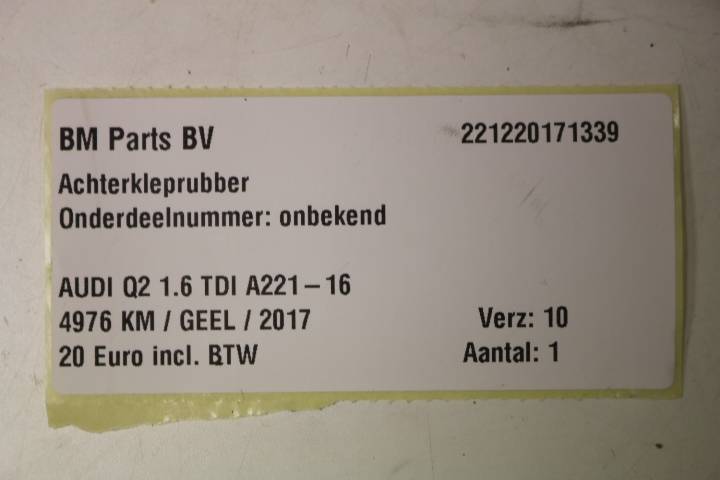 BM Parts BV 221220171339
Achterkleprubber
Onderdeelnummer: onbekend
AUDI Q2 1.6 TDI A221-16
4976 KM / GEEL / 2017 Verz: 10
20 Euro incl. BTW Aantal: 1